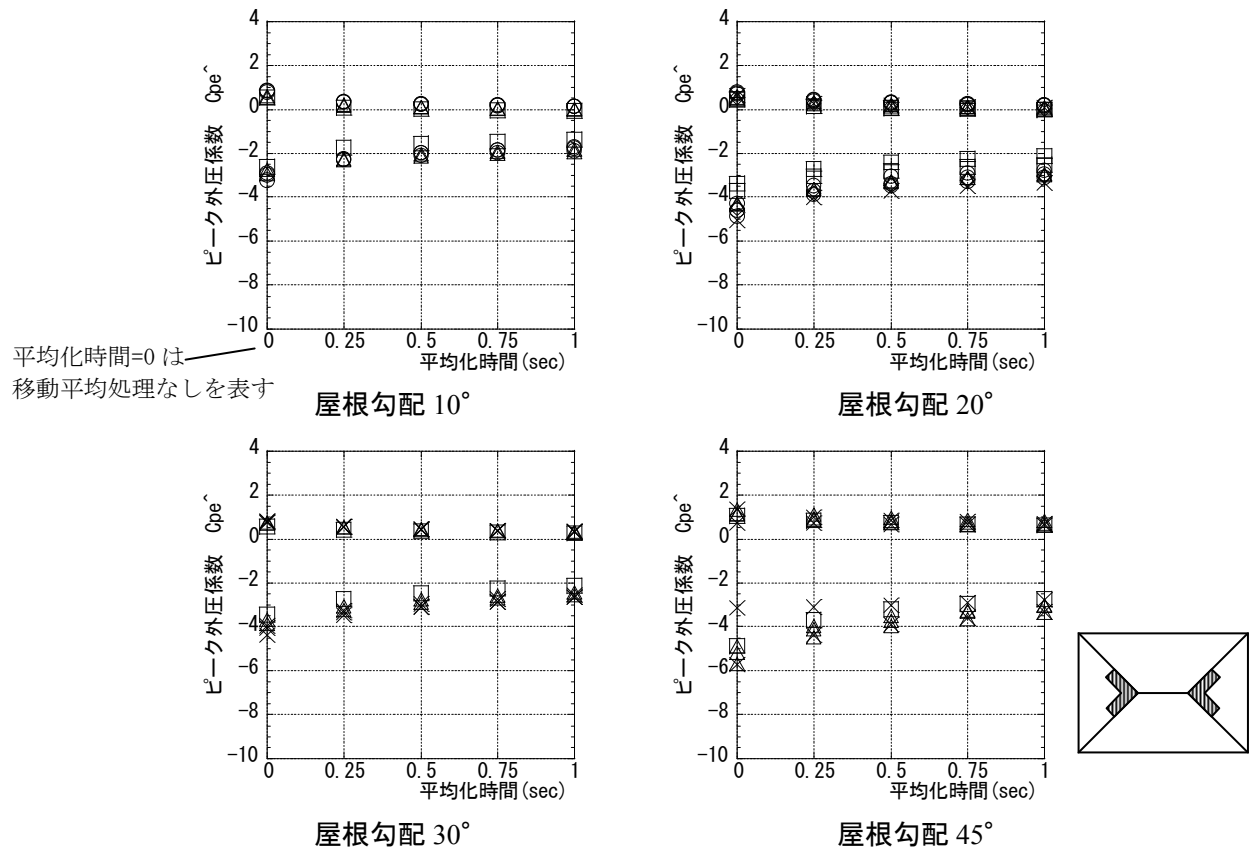 4
2
0
-2
-4
-6
-8
-10
ピーク外圧係数 Cpe^
0 0.25 0.5 0.75 1
平均化時間(sec)
屋根勾配 10°
4
2
0
-2
-4
-6
-8
-10
ピーク外圧係数 Cpe^
0 0.25 0.5 0.75 1
平均化時間(sec)
屋根勾配 20°
平均化時間=0 は
移動平均処理なしを表す
4
2
0
-2
-4
-6
-8
-10
ピーク外圧係数 Cpe^
0 0.25 0.5 0.75 1
平均化時間(sec)
屋根勾配 30°
4
2
0
-2
-4
-6
-8
-10
ピーク外圧係数 Cpe^
0 0.25 0.5 0.75 1
平均化時間(sec)
屋根勾配 45°